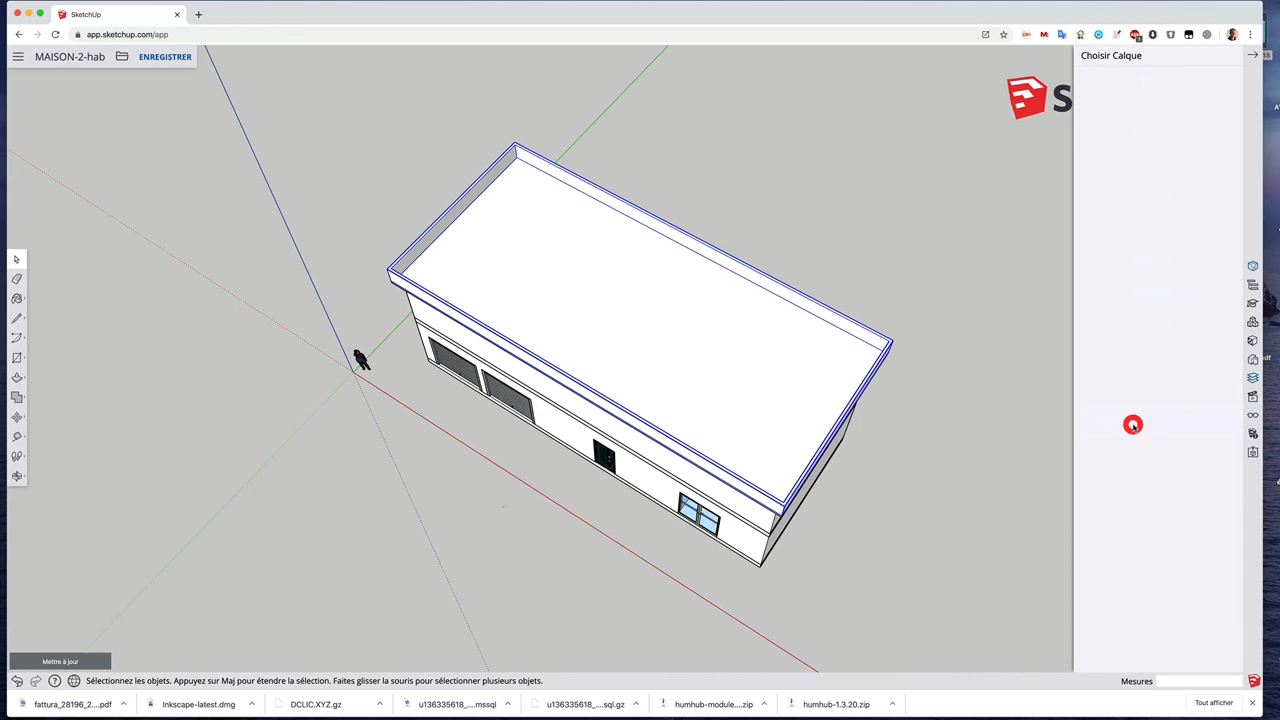 SketchUp
app.sketchup.com/app
MAISON-2-hab
ENREGISTRER
Choisir Calque
S
Mettre à jour
Sélectionnez les objets. Appuyez sur Maj pour étendre la sélection. Faites glisser la souris pour sélectionner plusieurs objets.
Mesures
fattura_28196_2....pdf
Inkscape-latest.dmg
DCLIC.XYZ.gz
u136335618_....mssql
u136335618_...sql.gz
humhub-module....zip
humhub-1.3.20.zip
Tout afficher